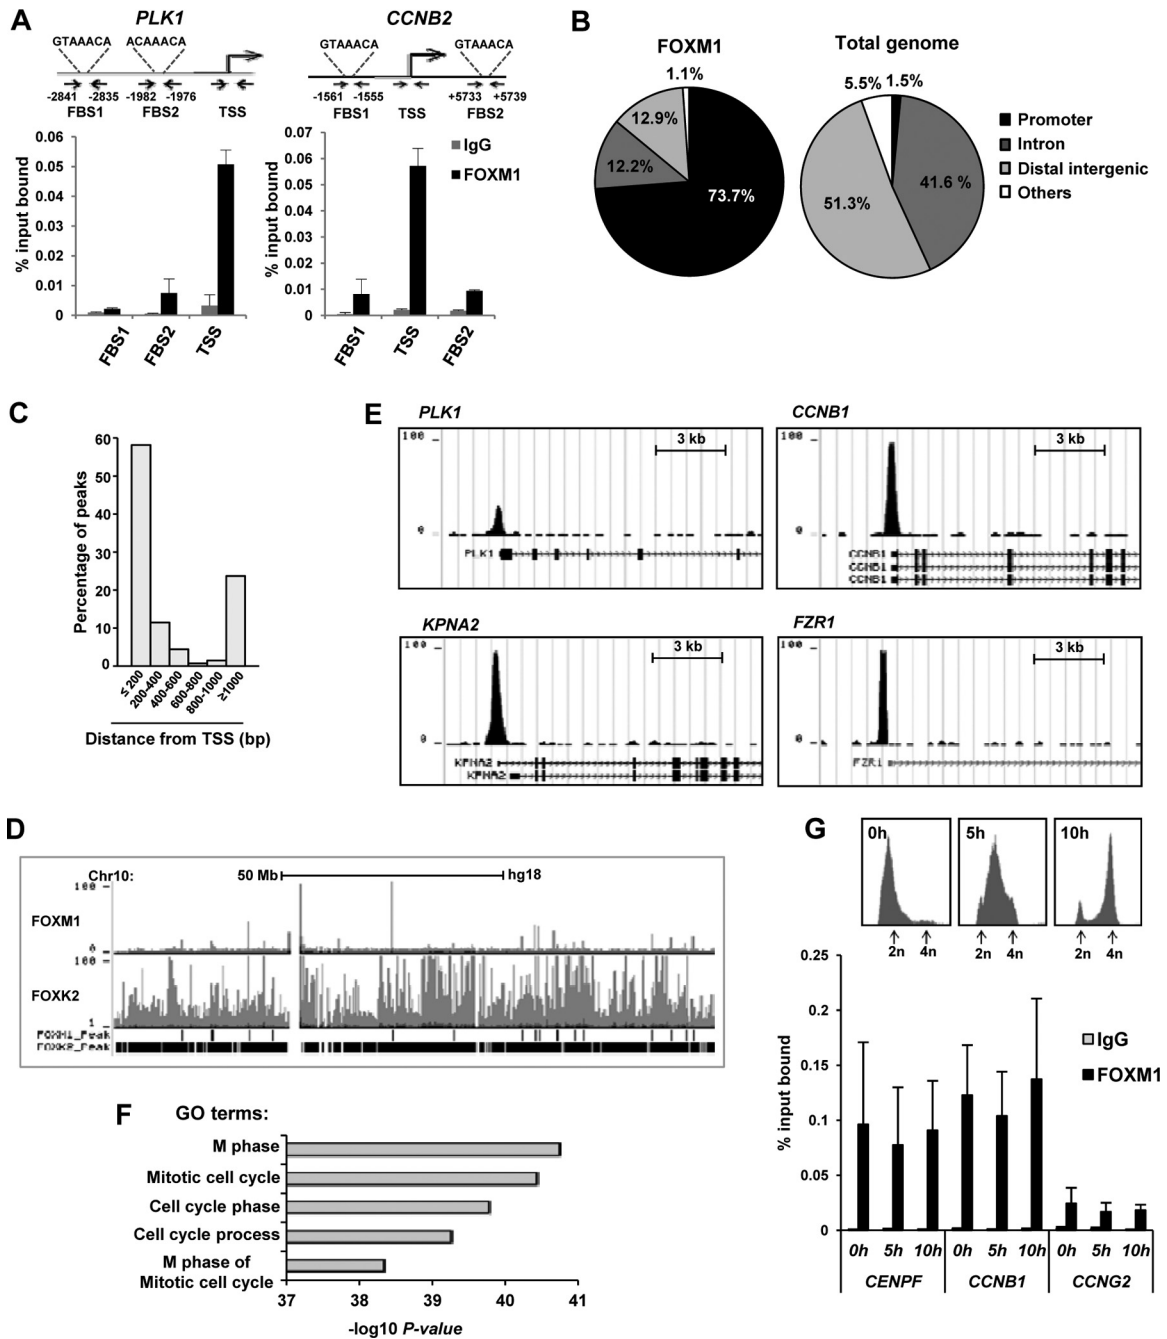 A
PLK1
CCNB2
GTAAACA ACAAACA
GTAAACA GTAAACA
-2841 -2835 -1982 -1976
FBS1 FBS2 TSS
-1561 -1555 +5733 +5739
FBS1 TSS FBS2
% input bound
0.06
0.05
0.04
0.03
0.02
0.01
0
FBS1 FBS2 TSS
% input bound
0.07
0.06
0.05
0.04
0.03
0.02
0.01
0
IgG
FOXM1
FBS1 TSS FBS2
B
FOXM1
1.1%
12.9%
12.2%
73.7%
Total genome
5.5% 1.5%
41.6 %
51.3%
Promoter
Intron
Distal intergenic
Others
C
Percentage of peaks
60
50
40
30
20
10
0
≤ 200
200-400
400-600
600-800
800-1000
≥1000
Distance from TSS (bp)
E
PLK1
100
3 kb
0
PLK1
CCNB1
100
3 kb
0
CCNB1
CCNB1
CCNB1
KPNA2
100
3 kb
0
KPNA2
KPNA2
FZR1
100
3 kb
0
FZR1
D
Chr10: 50 Mb hg18
100
FOXM1
0
100
FOXK2
1
FOXM1_Peak
FOXK2_Peak
F
GO terms:
M phase
Mitotic cell cycle
Cell cycle phase
Cell cycle process
M phase of
Mitotic cell cycle
37 38 39 40 41
-log10 P-value
G
0h
5h
10h
2n 4n
2n 4n
2n 4n
% input bound
0.25
0.2
0.15
0.1
0.05
0
IgG
FOXM1
0h 5h 10h 0h 5h 10h 0h 5h 10h
CENPF CCNB1 CCNG2